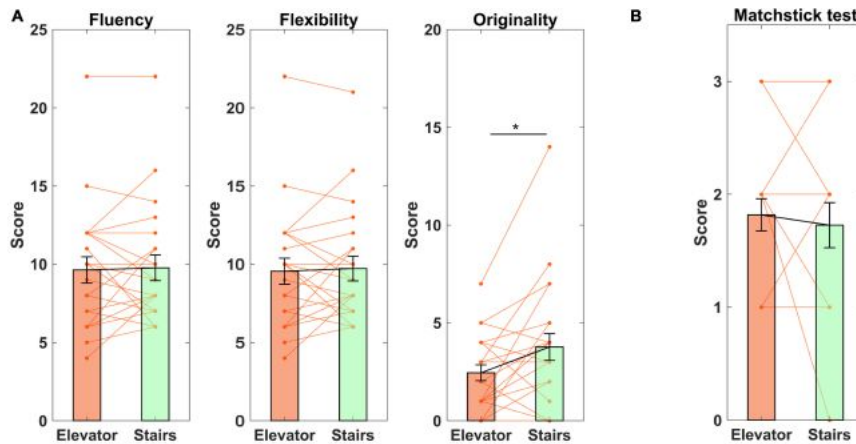 A
Fluency
25
20
15
10
5
0
Score
Elevator Stairs
Flexibility
25
20
15
10
5
0
Score
Elevator Stairs
Originality
20
15
10
5
0
Score
*
Elevator Stairs
B
Matchstick test
3
2
1
0
Score
Elevator Stairs